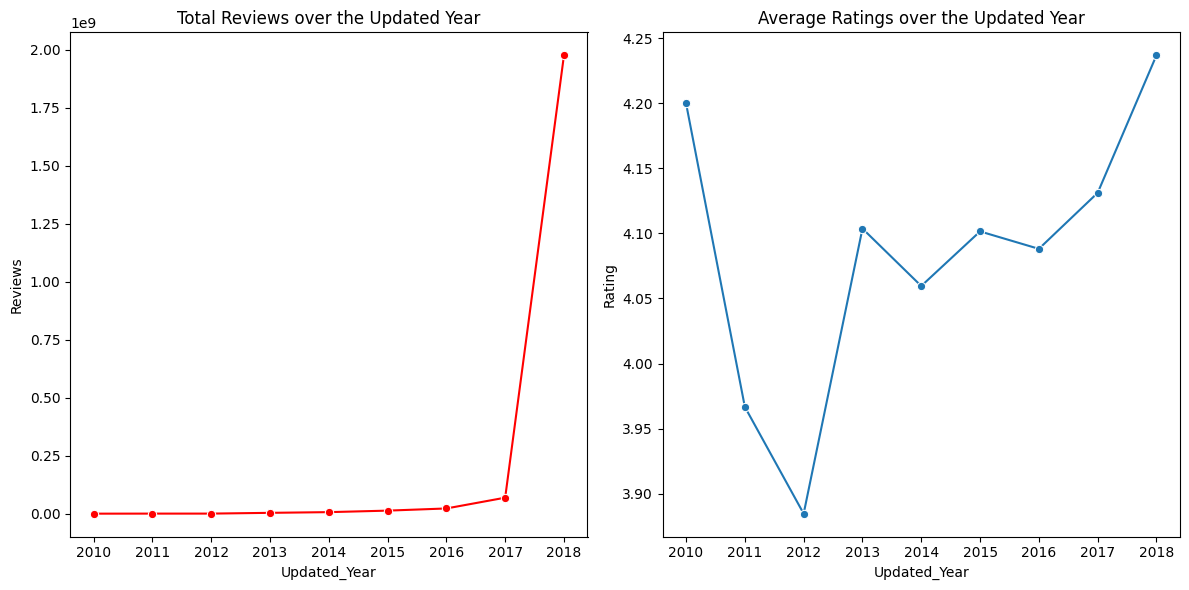 Total Reviews over the Updated Year
1e9
2.00
1.75
1.50
1.25
1.00
0.75
0.50
0.25
0.00
Reviews
2010 2011 2012 2013 2014 2015 2016 2017 2018
Updated_Year
Average Ratings over the Updated Year
4.25
4.20
4.15
4.10
4.05
4.00
3.95
3.90
Rating
2010 2011 2012 2013 2014 2015 2016 2017 2018
Updated_Year